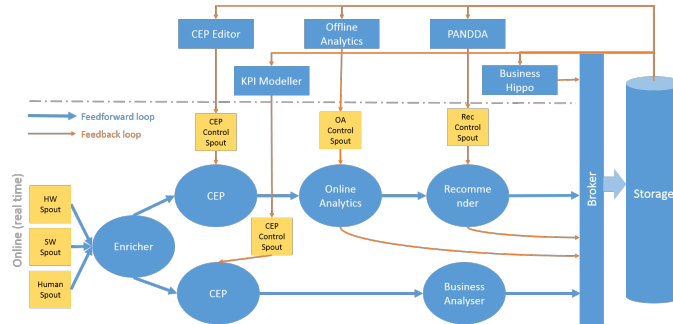 CEP Editor
Offline
Analytics
PANDDA
KPI Modeller
Business
Hippo
Feedforward loop
Feedback loop
CEP
Control
Spout
OA
Control
Spout
Rec
Control
Spout
Online (real time)
HW
Spout
SW
Spout
Human
Spout
Enricher
CEP
Online
Analytics
Recomme
nder
CEP
Control
Spout
CEP
Business
Analyser
Broker
Storage